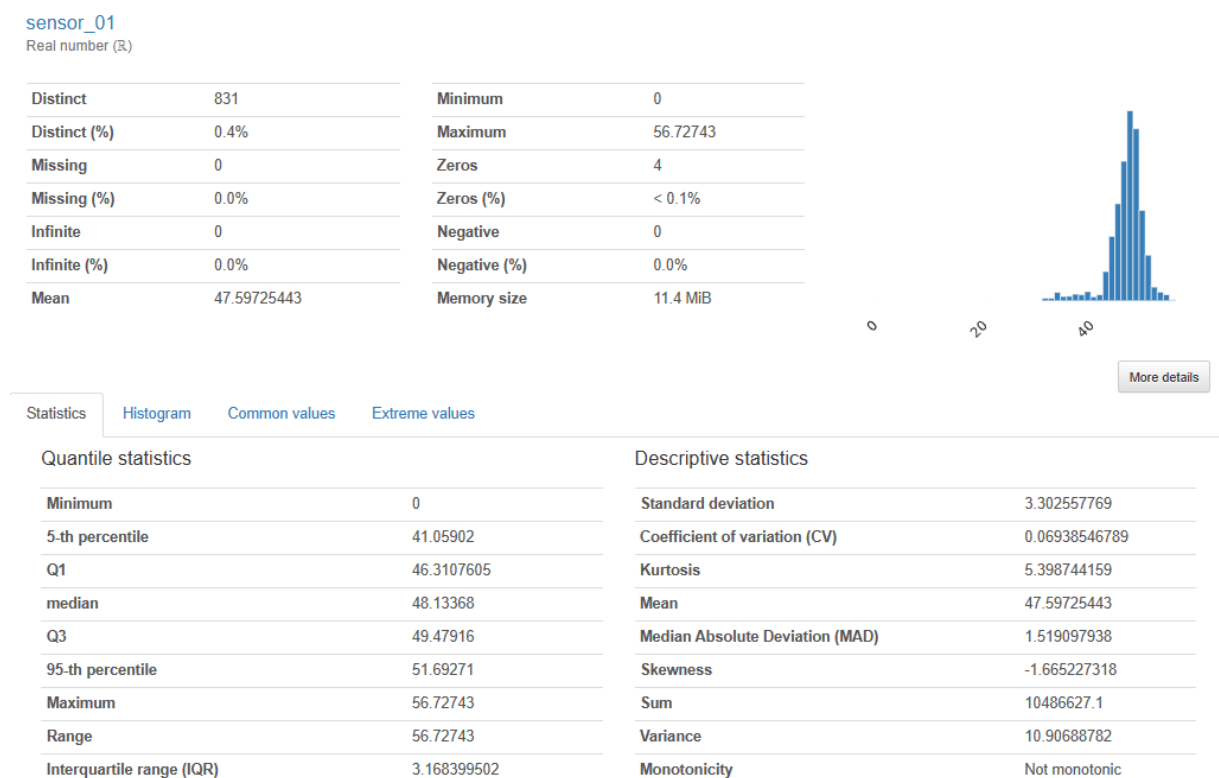 sensor_01
Real number (ℝ)
Distinct 831
Distinct (%) 0.4%
Missing 0
Missing (%) 0.0%
Infinite 0
Infinite (%) 0.0%
Mean 47.59725443
Minimum 0
Maximum 56.72743
Zeros 4
Zeros (%) < 0.1%
Negative 0
Negative (%) 0.0%
Memory size 11.4 MiB
0 20 40
More details
Statistics Histogram Common values Extreme values
Quantile statistics
Minimum 0
5-th percentile 41.05902
Q1 46.3107605
median 48.13368
Q3 49.47916
95-th percentile 51.69271
Maximum 56.72743
Range 56.72743
Interquartile range (IQR) 3.168399502
Descriptive statistics
Standard deviation 3.302557769
Coefficient of variation (CV) 0.06938546789
Kurtosis 5.398744159
Mean 47.59725443
Median Absolute Deviation (MAD) 1.519097938
Skewness -1.665227318
Sum 10486627.1
Variance 10.90688782
Monotonicity Not monotonic